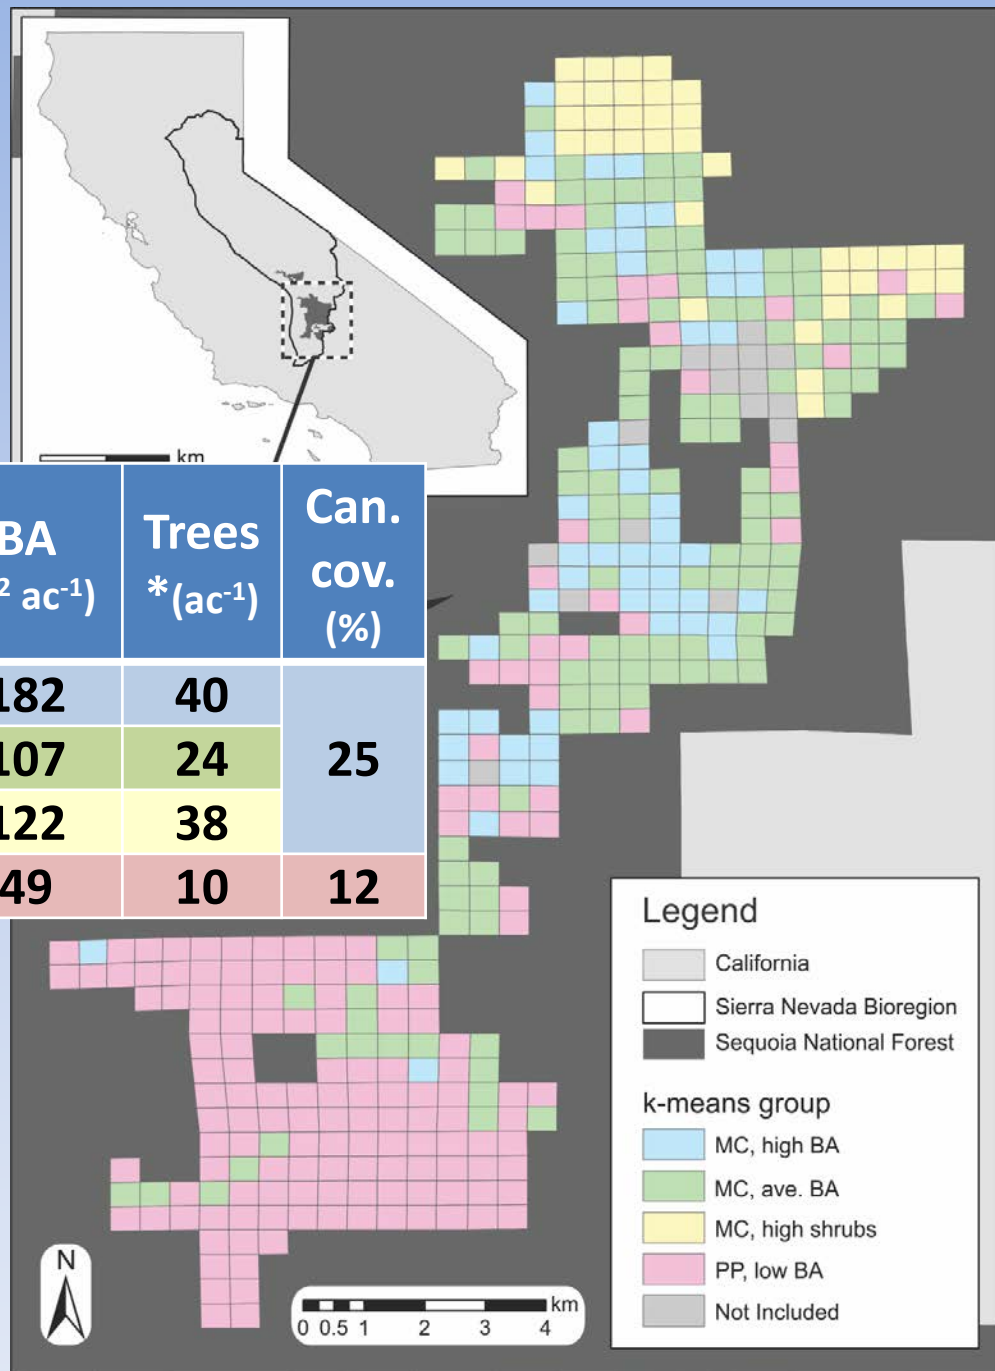 km
BA
² ac⁻¹)
Trees
*(ac⁻¹)
Can.
cov.
(%)
182 40
107 24 25
122 38
49 10 12
Legend
California
Sierra Nevada Bioregion
Sequoia National Forest
k-means group
MC, high BA
MC, ave. BA
MC, high shrubs
PP, low BA
Not Included
N
km
0 0.5 1 2 3 4